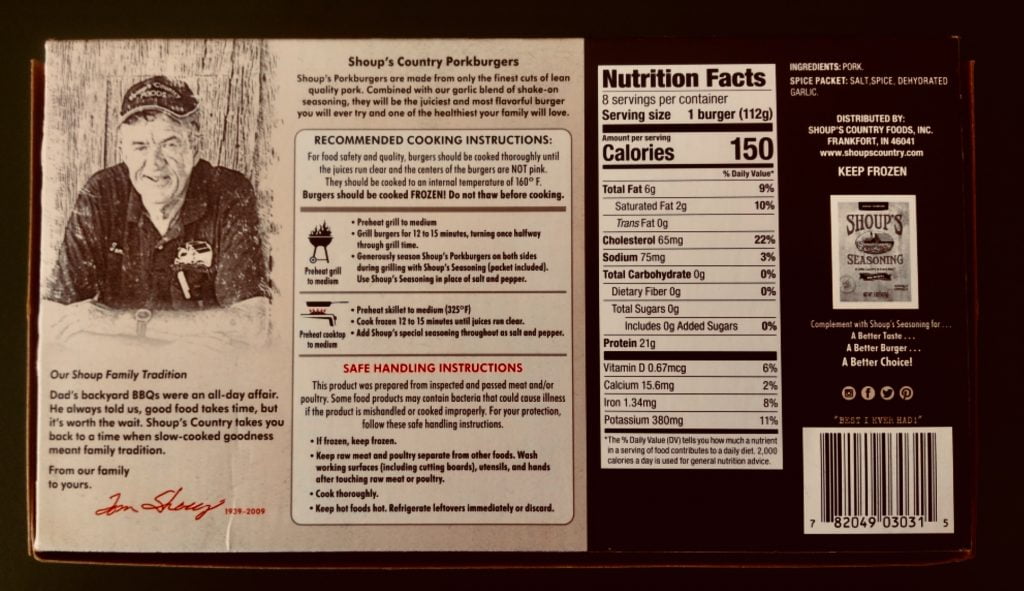 Our Shoup Family Tradition
Dad's backyard BBQs were an all-day affair.
He always told us, good food takes time, but
it's worth the wait. Shoup's Country takes you
back to a time when slow-cooked goodness
meant family tradition.
From our family
to yours.
Tom Shoup 1939-2009
Shoup's Country Porkburgers
Shoup's Porkburgers are made from only the finest cuts of lean
quality pork. Combined with our garlic blend of shake-on
seasoning, they will be the juiciest and most flavorful burger
you will ever try and one of the healthiest your family will love.
RECOMMENDED COOKING INSTRUCTIONS:
For food safety and quality, burgers should be cooked thoroughly until
the juices run clear and the centers of the burgers are NOT pink.
They should be cooked to an internal temperature of 160° F.
Burgers should be cooked FROZEN! Do not thaw before cooking.
Preheat grill
to medium
• Preheat grill to medium
• Grill burgers for 12 to 15 minutes, turning once halfway
through grill time.
• Generously season Shoup's Porkburgers on both sides
during grilling with Shoup's Seasoning (packet included).
Use Shoup's Seasoning in place of salt and pepper.
Preheat cooktop
to medium
• Preheat skillet to medium (325°F)
• Cook frozen 12 to 15 minutes until juices run clear.
• Add Shoup's special seasoning throughout as salt and pepper.
SAFE HANDLING INSTRUCTIONS
This product was prepared from inspected and passed meat and/or
poultry. Some food products may contain bacteria that could cause illness
if the product is mishandled or cooked improperly. For your protection,
follow these safe handling instructions.
• If frozen, keep frozen.
• Keep raw meat and poultry separate from other foods. Wash
working surfaces (including cutting boards), utensils, and hands
after touching raw meat or poultry.
• Cook thoroughly.
• Keep hot foods hot. Refrigerate leftovers immediately or discard.
Nutrition Facts
8 servings per container
Serving size 1 burger (112g)
Amount per serving
Calories 150
% Daily Value*
Total Fat 6g 9%
Saturated Fat 2g 10%
Trans Fat 0g
Cholesterol 65mg 22%
Sodium 75mg 3%
Total Carbohydrate 0g 0%
Dietary Fiber 0g 0%
Total Sugars 0g
Includes 0g Added Sugars 0%
Protein 21g
Vitamin D 0.67mcg 6%
Calcium 15.6mg 2%
Iron 1.34mg 8%
Potassium 380mg 11%
*The % Daily Value (DV) tells you how much a nutrient
in a serving of food contributes to a daily diet. 2,000
calories a day is used for general nutrition advice.
INGREDIENTS: PORK.
SPICE PACKET: SALT,SPICE, DEHYDRATED
GARLIC.
DISTRIBUTED BY:
SHOUP'S COUNTRY FOODS, INC.
FRANKFORT, IN 46041
www.shoupscountry.com
KEEP FROZEN
SHOUP'S
SEASONING
Complement with Shoup's Seasoning for...
A Better Taste...
A Better Burger...
A Better Choice!
"BEST I EVER HAD!"
7 82049 03031 5